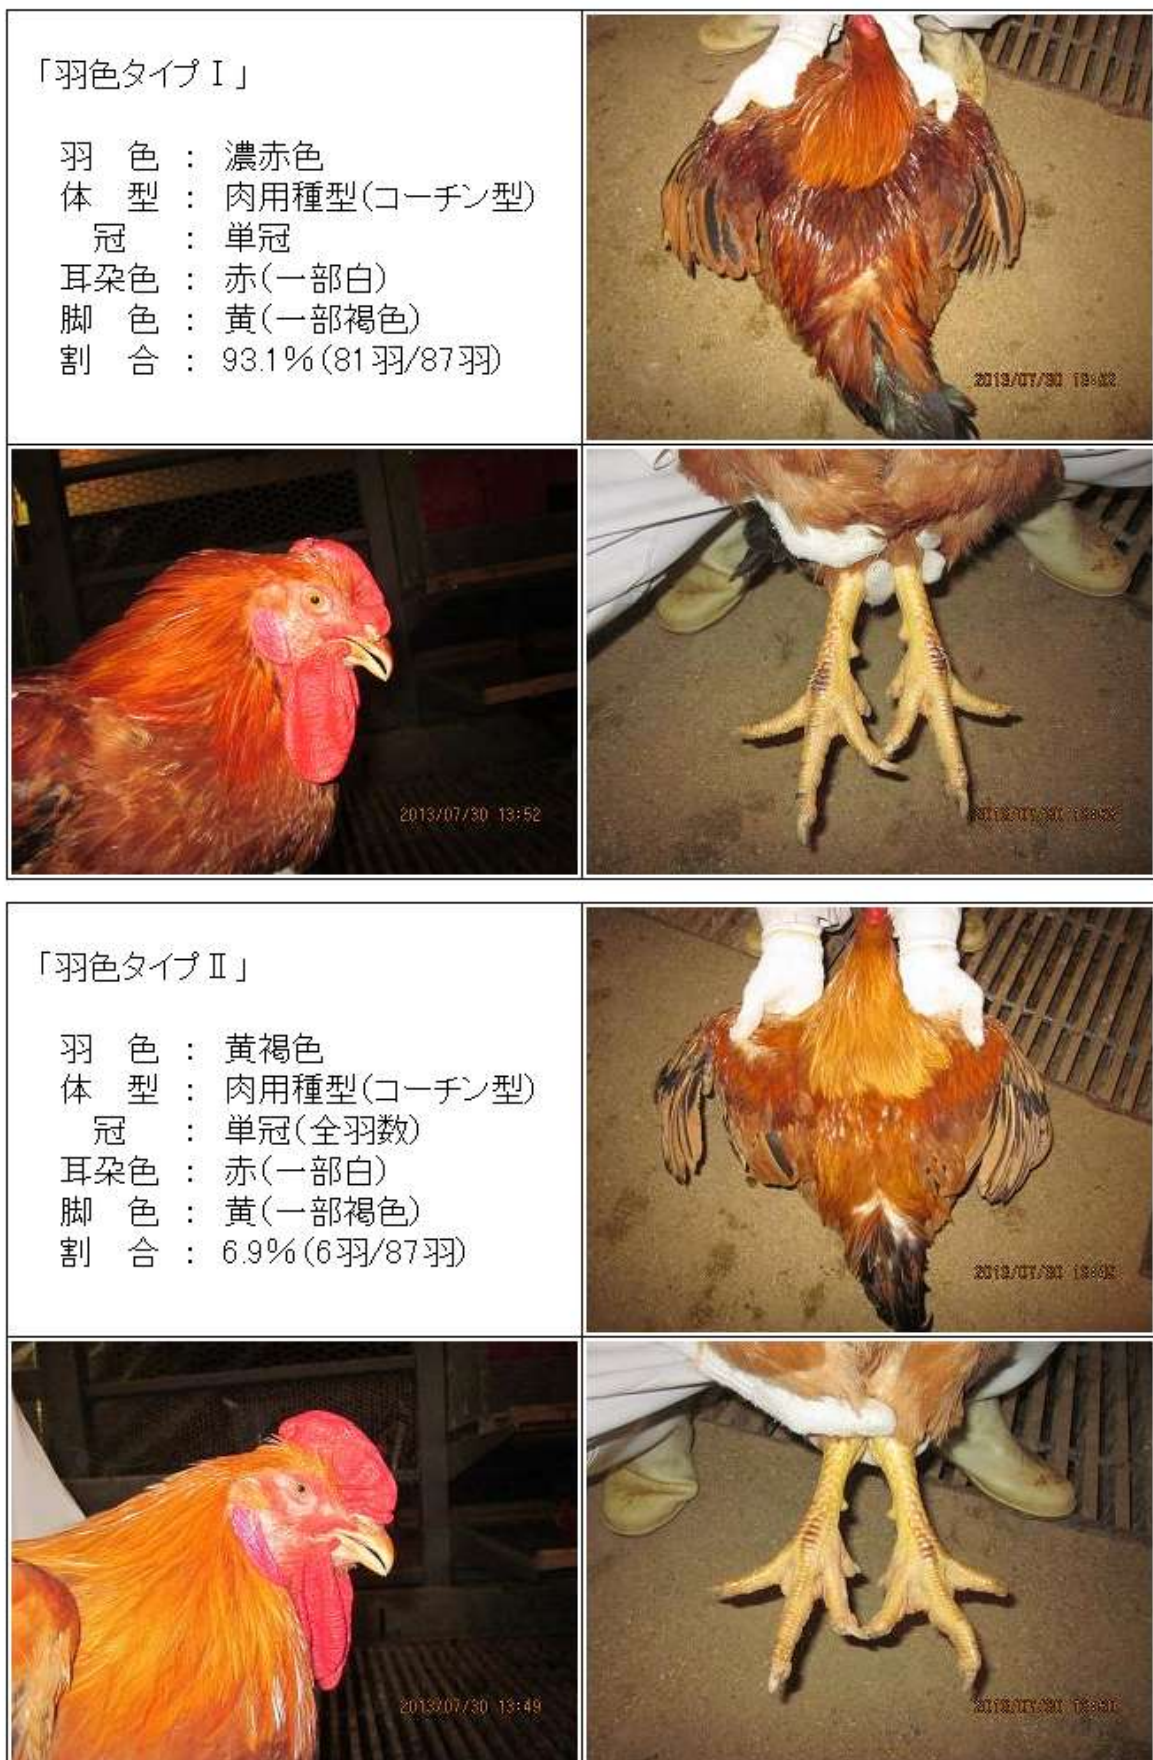 「羽色タイプⅠ」
羽　色 : 濃赤色
体　型 : 肉用種型(コーチン型)
冠 : 単冠
耳朶色 : 赤(一部白)
脚　色 : 黄(一部褐色)
割　合 : 93.1%(81羽/87羽)
2013/07/30 13:52
「羽色タイプⅡ」
羽　色 : 黄褐色
体　型 : 肉用種型(コーチン型)
冠 : 単冠(全羽数)
耳朶色 : 赤(一部白)
脚　色 : 黄(一部褐色)
割　合 : 6.9%(6羽/87羽)
2013/07/30 13:49